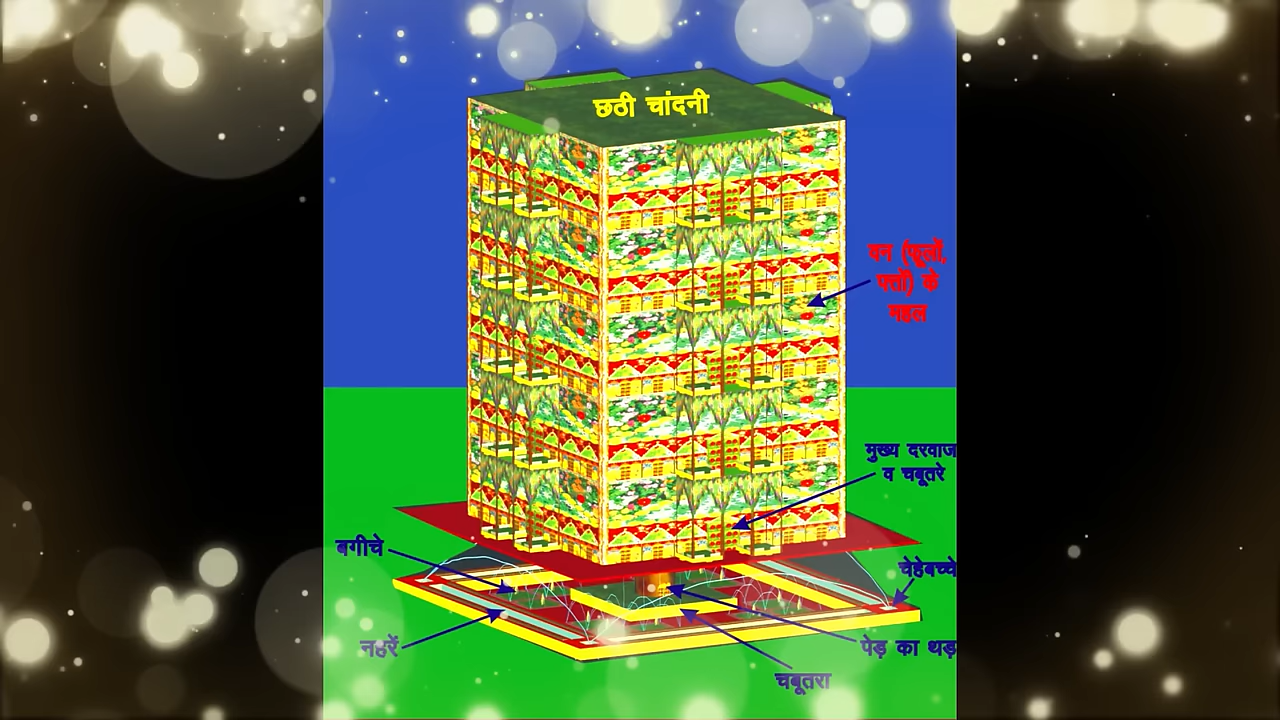 छठी चांदनी
वन (फूलों,
पत्तों) के
महल
मुख्य दरवाज
व चबूतरे
बगीचे
चेहेबच्चे
नहरें
पेड़ का थड़
चबूतरा